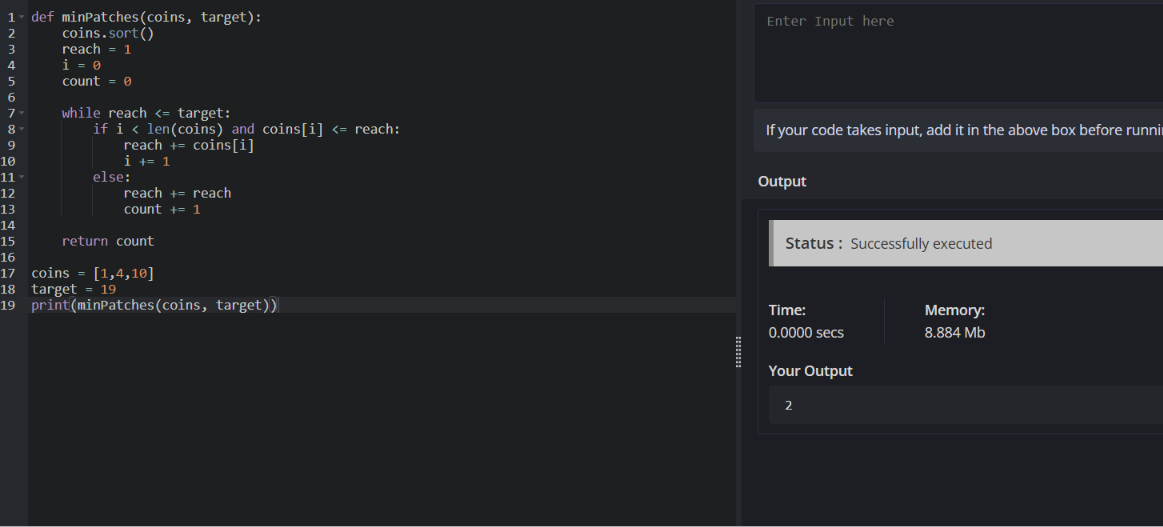 1 def minPatches(coins, target):
2     coins.sort()
3     reach = 1
4     i = 0
5     count = 0
6
7     while reach <= target:
8         if i < len(coins) and coins[i] <= reach:
9             reach += coins[i]
10             i += 1
11         else:
12             reach += reach
13             count += 1
14
15     return count
16
17 coins = [1,4,10]
18 target = 19
19 print(minPatches(coins, target))
Enter Input here
If your code takes input, add it in the above box before
Output
Status : Successfully executed
Time:
0.0000 secs
Memory:
8.884 Mb
Your Output
2